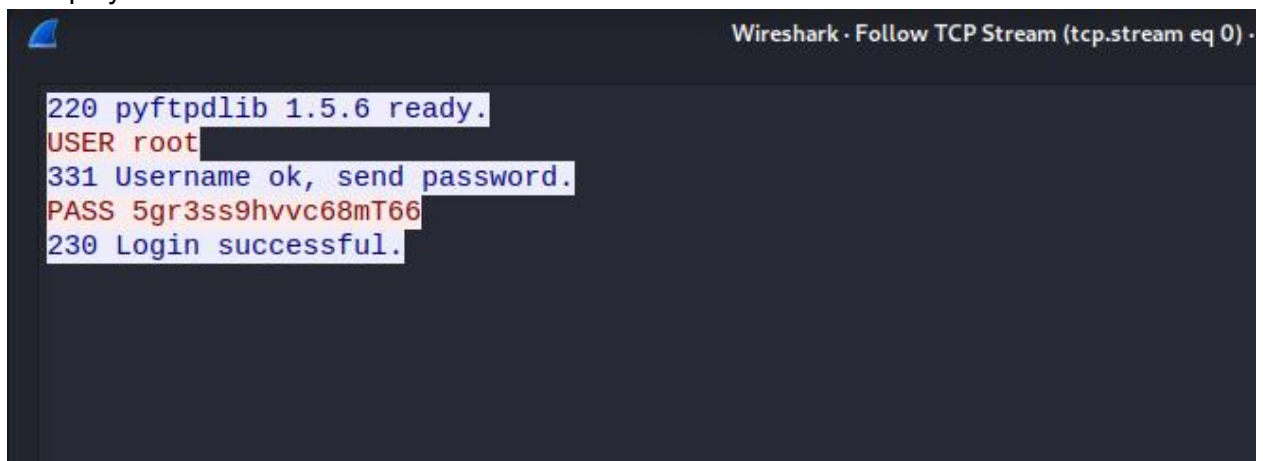 Wireshark · Follow TCP Stream (tcp.stream eq 0) ·
220 pyftpdlib 1.5.6 ready.
USER root
331 Username ok, send password.
PASS 5gr3ss9hvvc68mT66
230 Login successful.